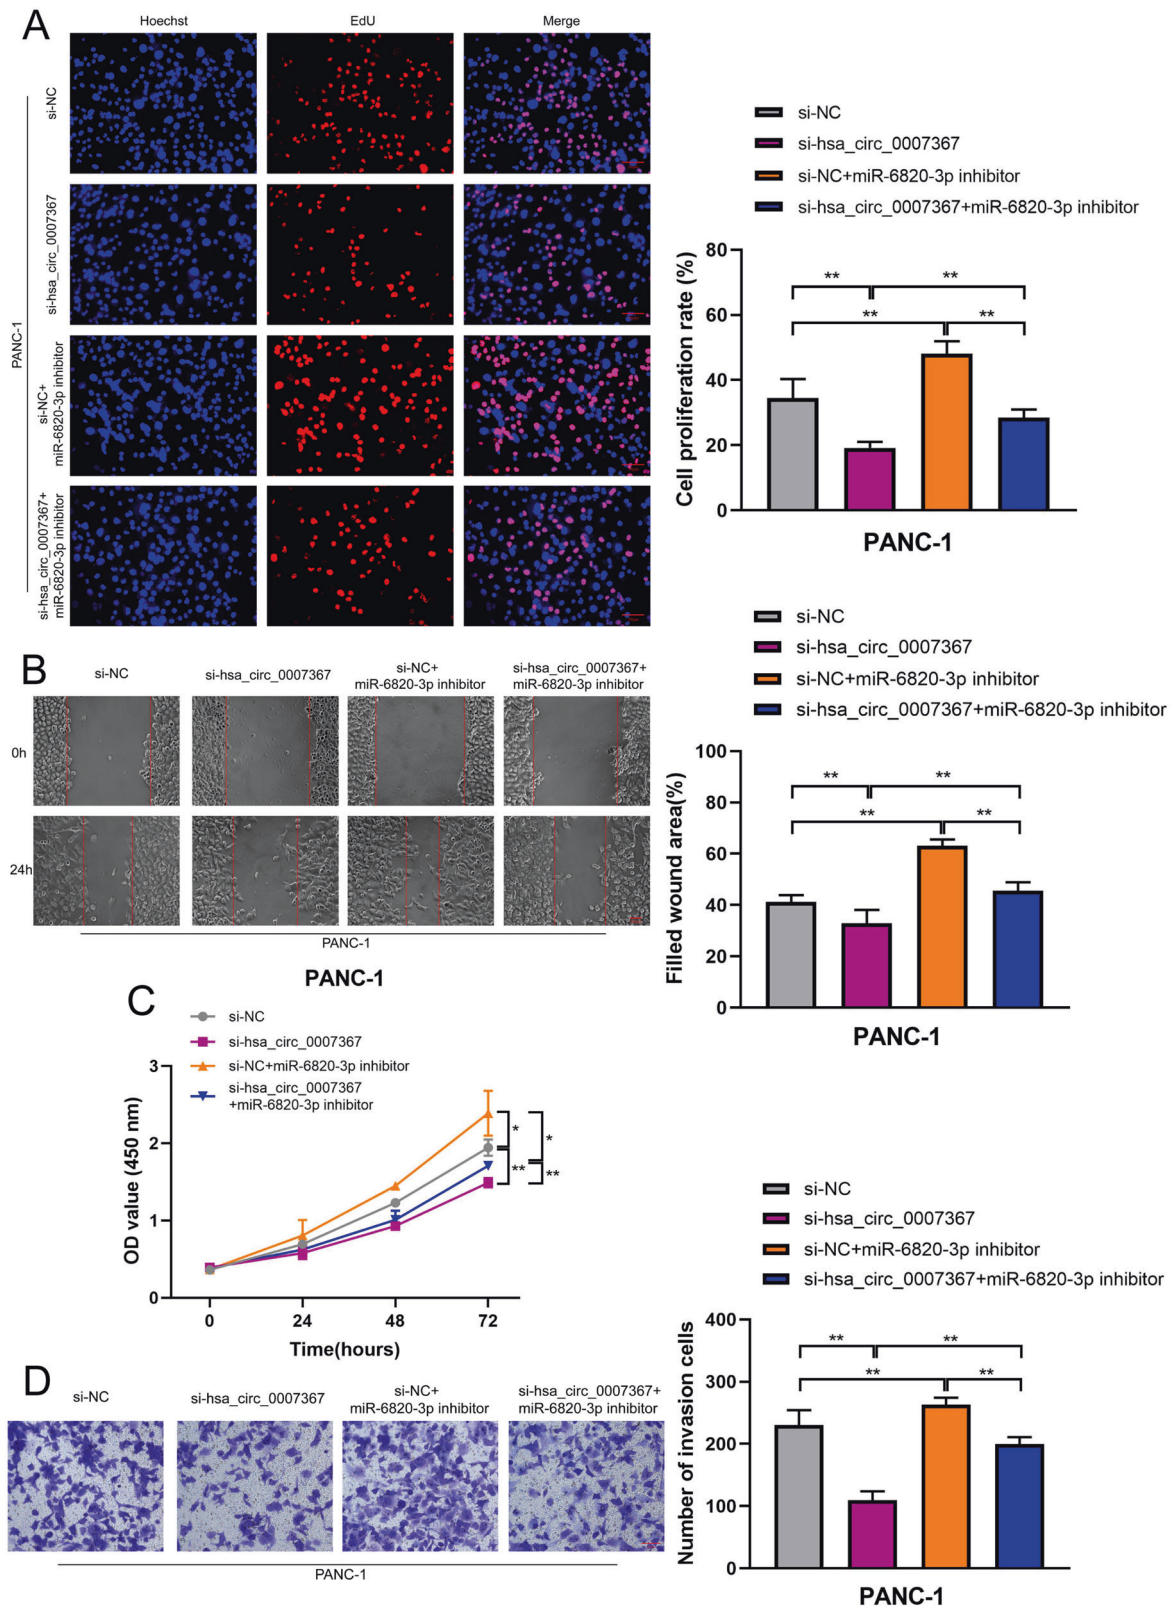 A
Hoechst
EdU
Merge
PANC-1
si-NC
si-hsa_circ_0007367
si-NC+
miR-6820-3p inhibitor
si-hsa_circ_0007367+
miR-6820-3p inhibitor
si-NC
si-hsa_circ_0007367
si-NC+miR-6820-3p inhibitor
si-hsa_circ_0007367+miR-6820-3p inhibitor
Cell proliferation rate (%)
80
60
40
20
0
** **
** **
PANC-1
B
si-NC
si-hsa_circ_0007367
si-NC+
miR-6820-3p inhibitor
si-hsa_circ_0007367+
miR-6820-3p inhibitor
0h
24h
PANC-1
si-NC
si-hsa_circ_0007367
si-NC+miR-6820-3p inhibitor
si-hsa_circ_0007367+miR-6820-3p inhibitor
Filled wound area(%)
100
80
60
40
20
0
** **
** **
PANC-1
C
PANC-1
si-NC
si-hsa_circ_0007367
si-NC+miR-6820-3p inhibitor
si-hsa_circ_0007367
+miR-6820-3p inhibitor
OD value (450 nm)
3
2
1
0
* *
** **
0 24 48 72
Time(hours)
D
si-NC
si-hsa_circ_0007367
si-NC+
miR-6820-3p inhibitor
si-hsa_circ_0007367+
miR-6820-3p inhibitor
PANC-1
si-NC
si-hsa_circ_0007367
si-NC+miR-6820-3p inhibitor
si-hsa_circ_0007367+miR-6820-3p inhibitor
Number of invasion cells
400
300
200
100
0
** **
** **
PANC-1